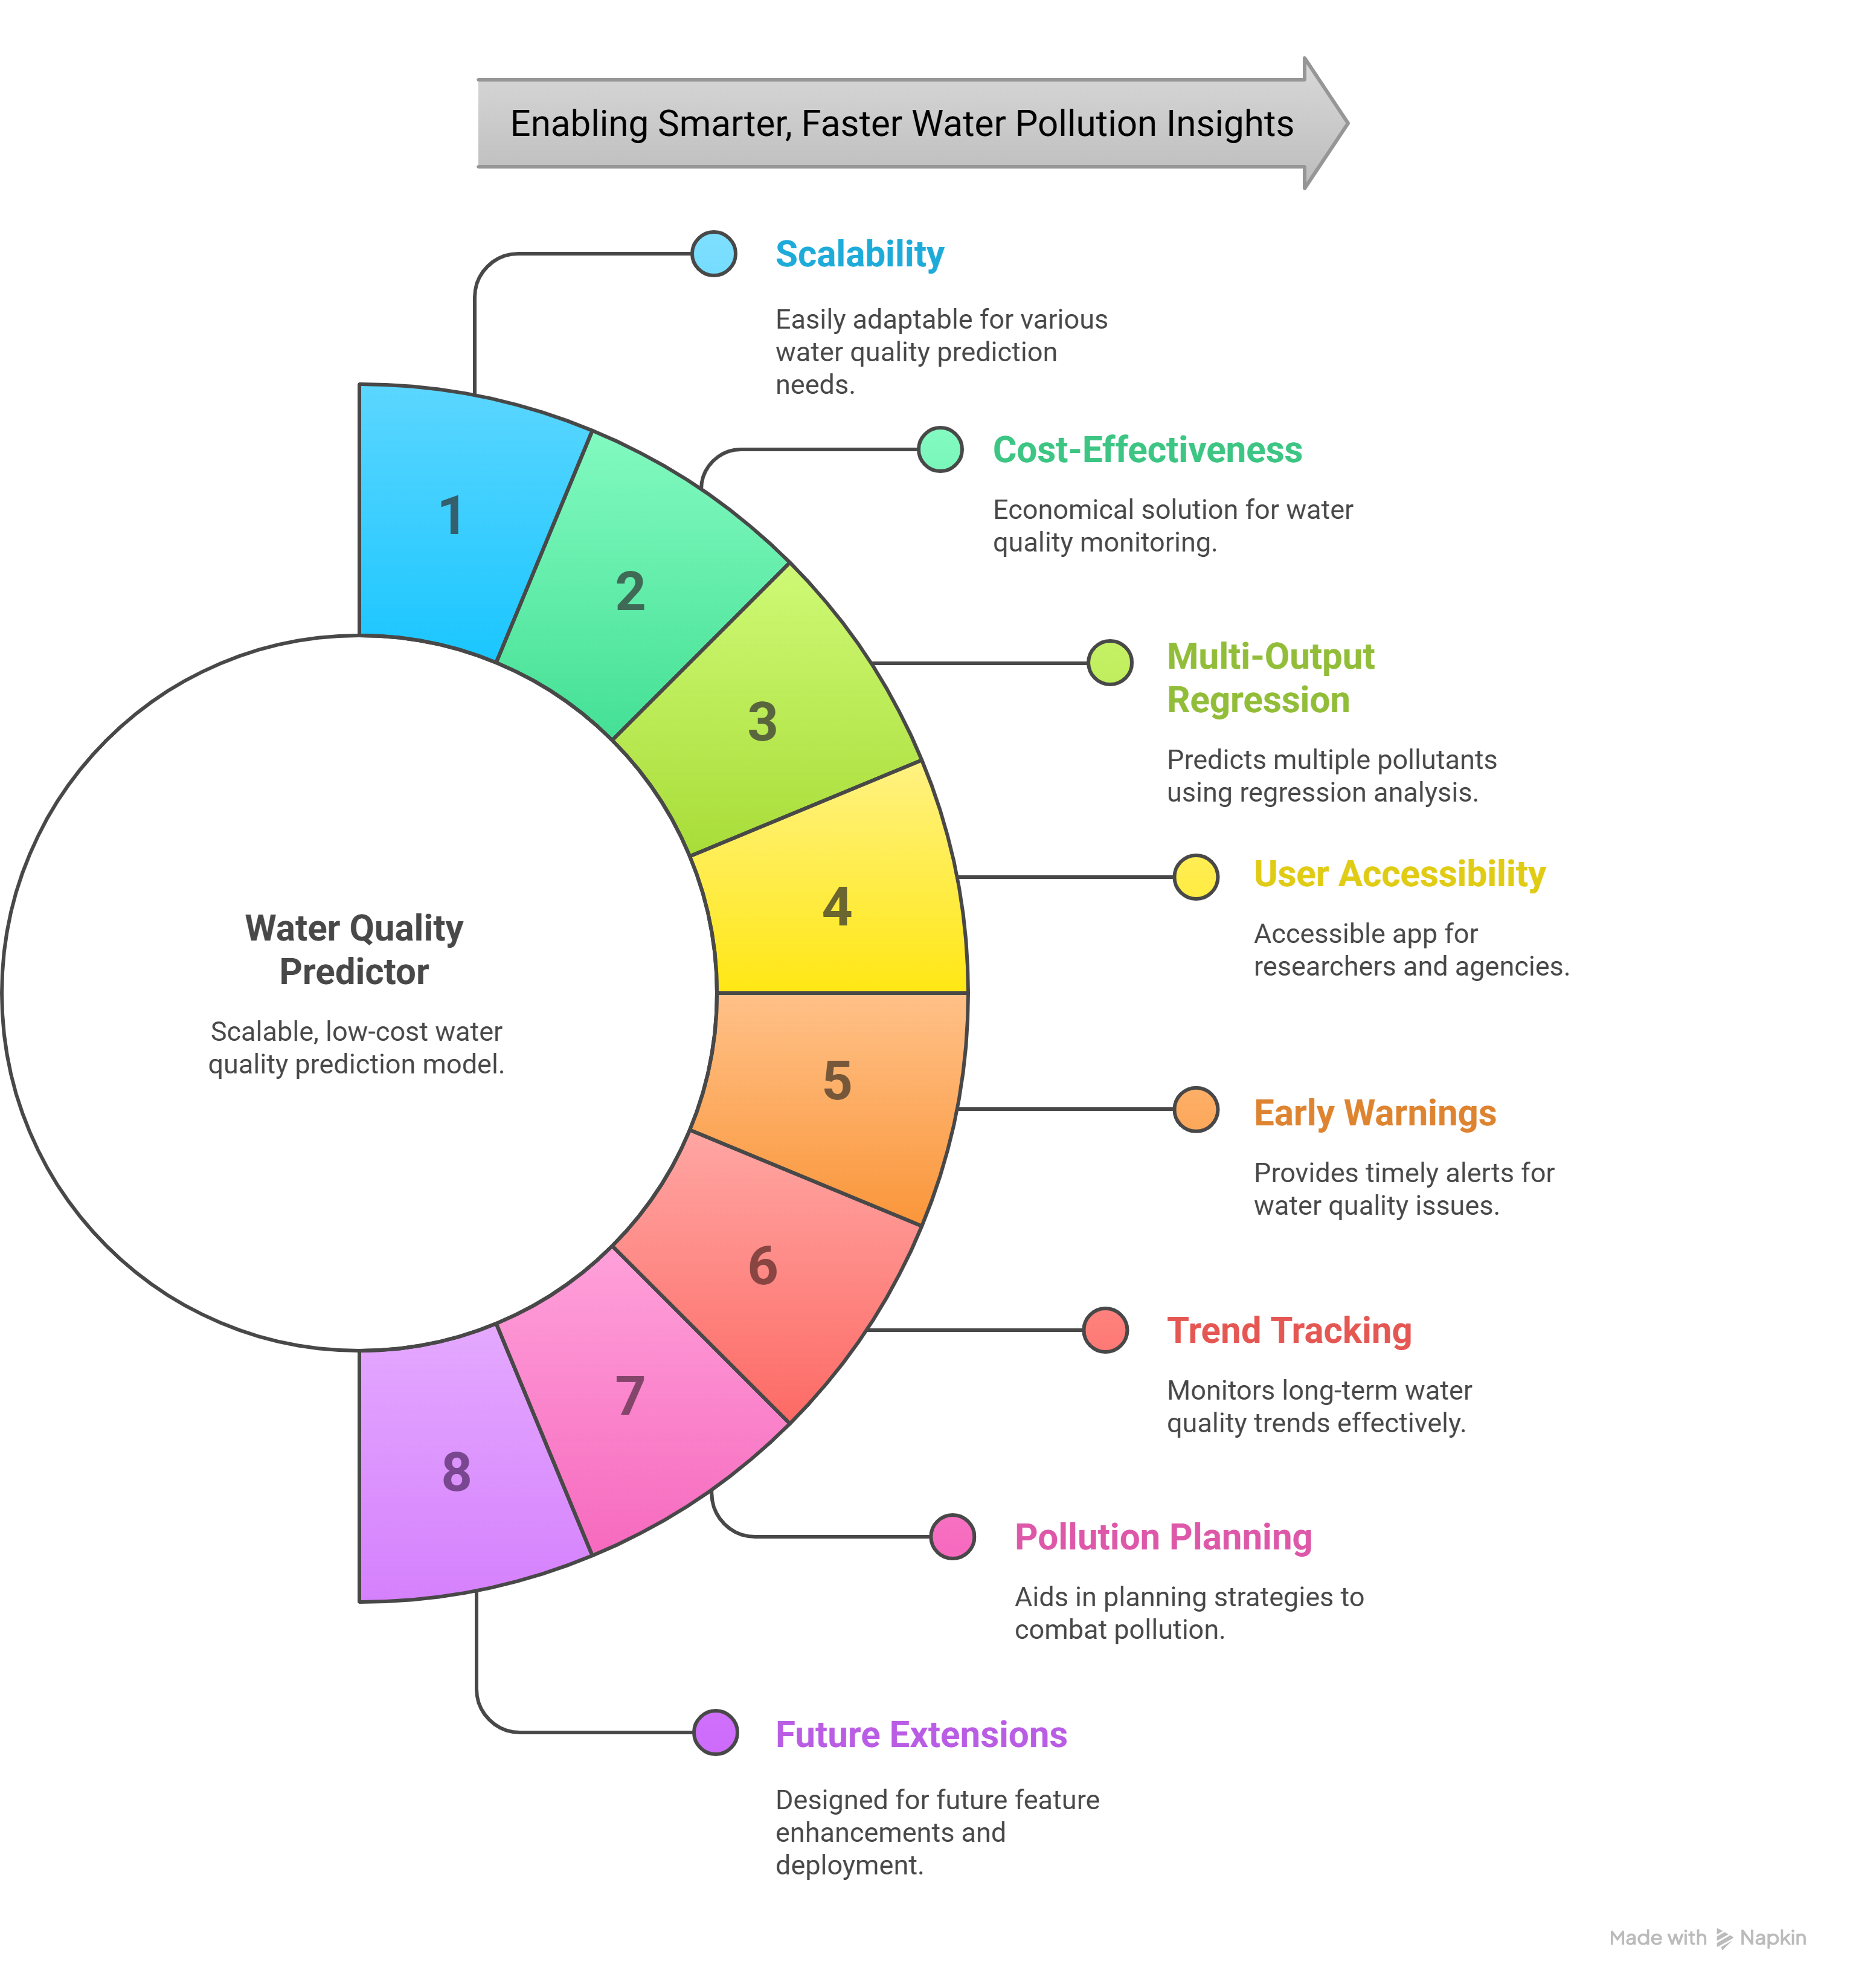 Enabling Smarter, Faster Water Pollution Insights
Scalability
Easily adaptable for various
water quality prediction
needs.
1
Cost-Effectiveness
Economical solution for water
quality monitoring.
2
Multi-Output
Regression
Predicts multiple pollutants
using regression analysis.
3
User Accessibility
Accessible app for
researchers and agencies.
4
Water Quality
Predictor
Scalable, low-cost water
quality prediction model.
5
Early Warnings
Provides timely alerts for
water quality issues.
6
Trend Tracking
Monitors long-term water
quality trends effectively.
7
Pollution Planning
Aids in planning strategies to
combat pollution.
8
Future Extensions
Designed for future feature
enhancements and
deployment.
Made with Napkin